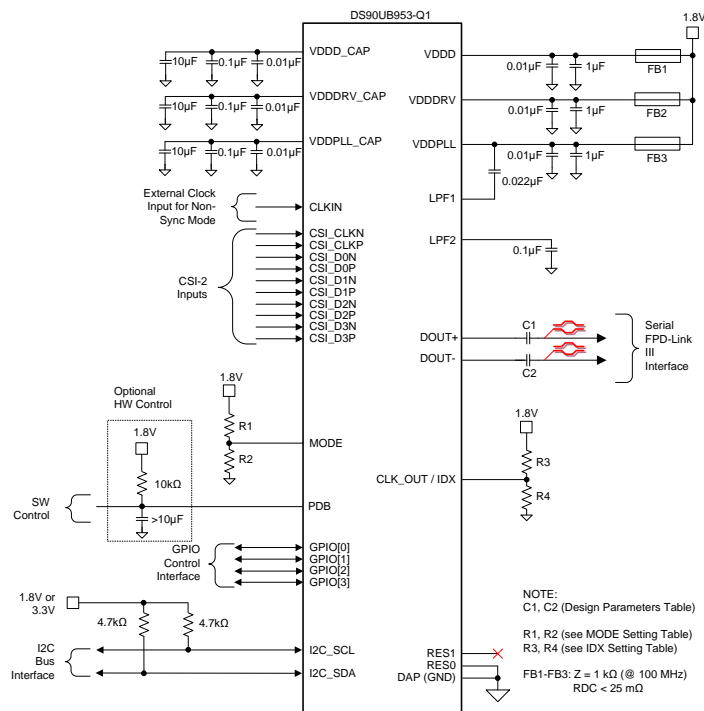 DS90UB953-Q1
1.8V
VDDD_CAP
10µF
0.1µF
0.01µF
VDDD
0.01µF
1µF
FB1
VDDDRV_CAP
10µF
0.1µF
0.01µF
VDDDRV
0.01µF
1µF
FB2
VDDPLL_CAP
10µF
0.1µF
0.01µF
VDDPLL
0.01µF
1µF
FB3
0.022µF
External Clock
Input for Non-
Sync Mode
CLKIN
LPF1
CSI-2
Inputs
CSI_CLKN
CSI_CLKP
CSI_D0N
CSI_D0P
CSI_D1N
CSI_D1P
CSI_D2N
CSI_D2P
CSI_D3N
CSI_D3P
LPF2
0.1µF
DOUT+
C1
DOUT-
C2
Serial
FPD-Link
III
Interface
Optional
HW Control
1.8V
10kΩ
>10µF
SW
Control
PDB
1.8V
R1
R2
MODE
1.8V
R3
R4
CLK_OUT / IDX
GPIO
Control
Interface
GPIO[0]
GPIO[1]
GPIO[2]
GPIO[3]
1.8V or
3.3V
4.7kΩ
4.7kΩ
I2C
Bus
Interface
I2C_SCL
I2C_SDA
RES1
RES0
DAP (GND)
NOTE:
C1, C2 (Design Parameters Table)
R1, R2 (see MODE Setting Table)
R3, R4 (see IDX Setting Table)
FB1-FB3: Z = 1 kΩ (@ 100 MHz)
RDC < 25 mΩ